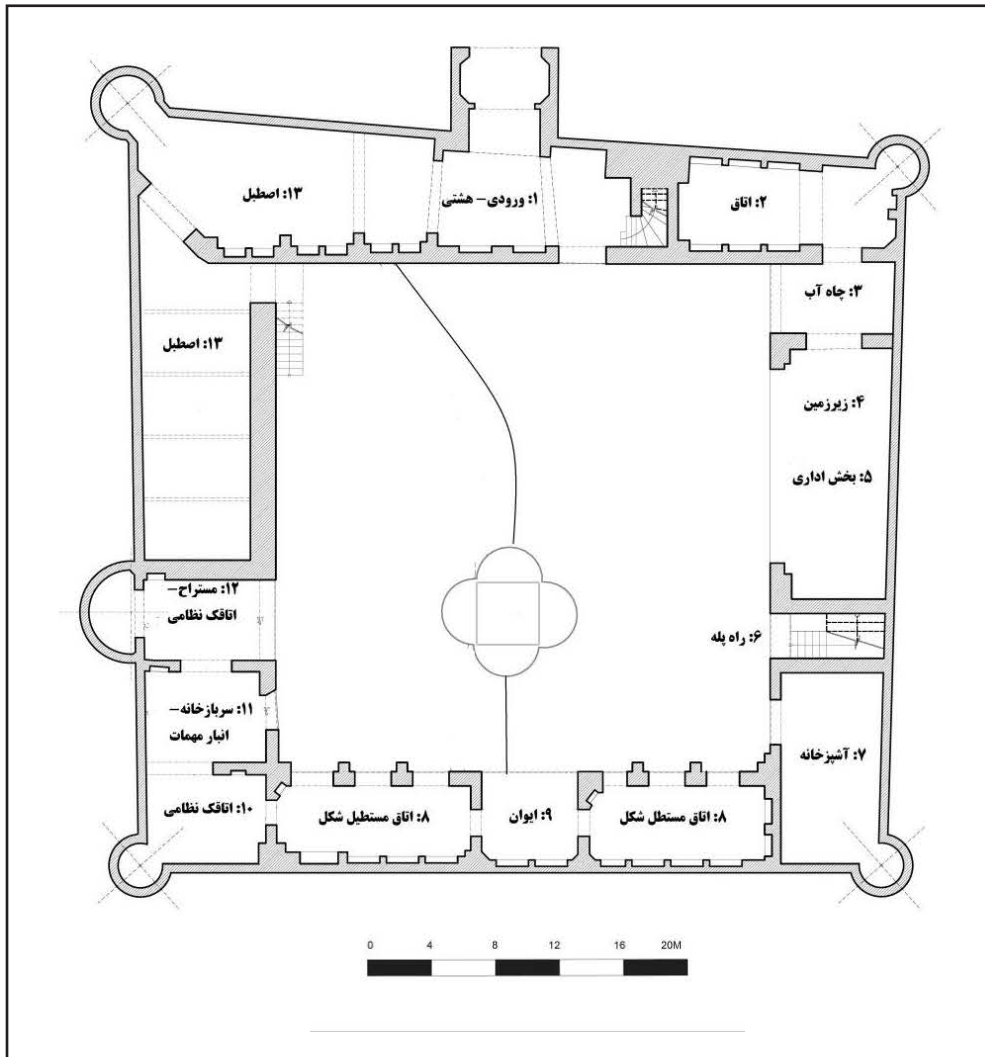 ۱: ورودی- هشتی
۲: اتاق
۱۳: اصطبل
۳: چاه آب
۱۳: اصطبل
۴: زیرزمین
۵: بخش اداری
۱۲: مستراح-
اتاقک نظامی
۶: راه پله
۱۱: سربازخانه-
انبار مهمات
۷: آشپزخانه
۱۰: اتاقک نظامی
۸: اتاق مستطیل شکل
۹: ایوان
۸: اتاق مستطل شکل
0 4 8 12 16 20M